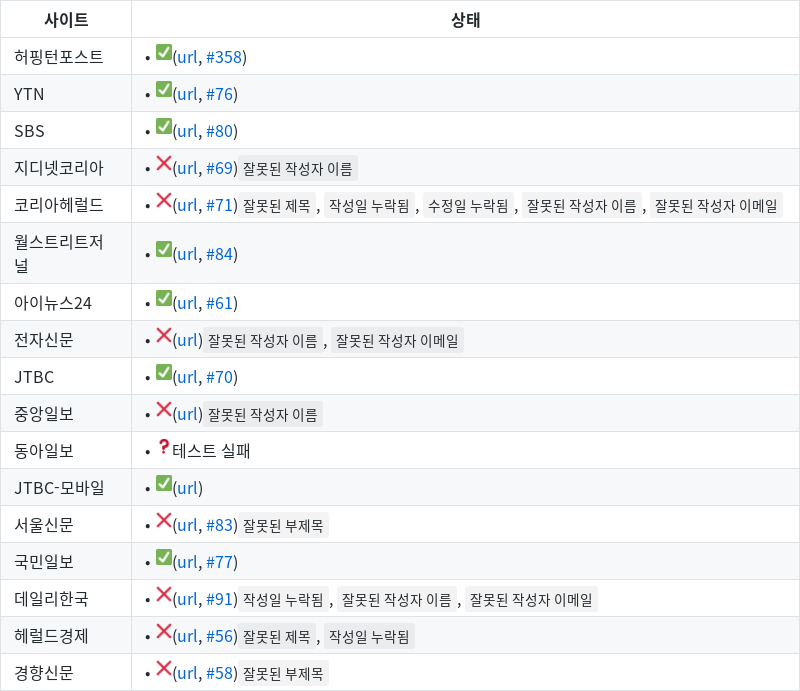 사이트 상태
허핑턴포스트 • ✅(url, #358)
YTN • ✅(url, #76)
SBS • ✅(url, #80)
지디넷코리아 • ❌(url, #69) 잘못된 작성자 이름
코리아헤럴드 • ❌(url, #71) 잘못된 제목 , 작성일 누락됨 , 수정일 누락됨 , 잘못된 작성자 이름 , 잘못된 작성자 이메일
월스트리트저
널 • ✅(url, #84)
아이뉴스24 • ✅(url, #61)
전자신문 • ❌(url) 잘못된 작성자 이름 , 잘못된 작성자 이메일
JTBC • ✅(url, #70)
중앙일보 • ❌(url) 잘못된 작성자 이름
동아일보 • ❓테스트 실패
JTBC-모바일 • ✅(url)
서울신문 • ❌(url, #83) 잘못된 부제목
국민일보 • ✅(url, #77)
데일리한국 • ❌(url, #91) 작성일 누락됨 , 잘못된 작성자 이름 , 잘못된 작성자 이메일
헤럴드경제 • ❌(url, #56) 잘못된 제목 , 작성일 누락됨
경향신문 • ❌(url, #58) 잘못된 부제목